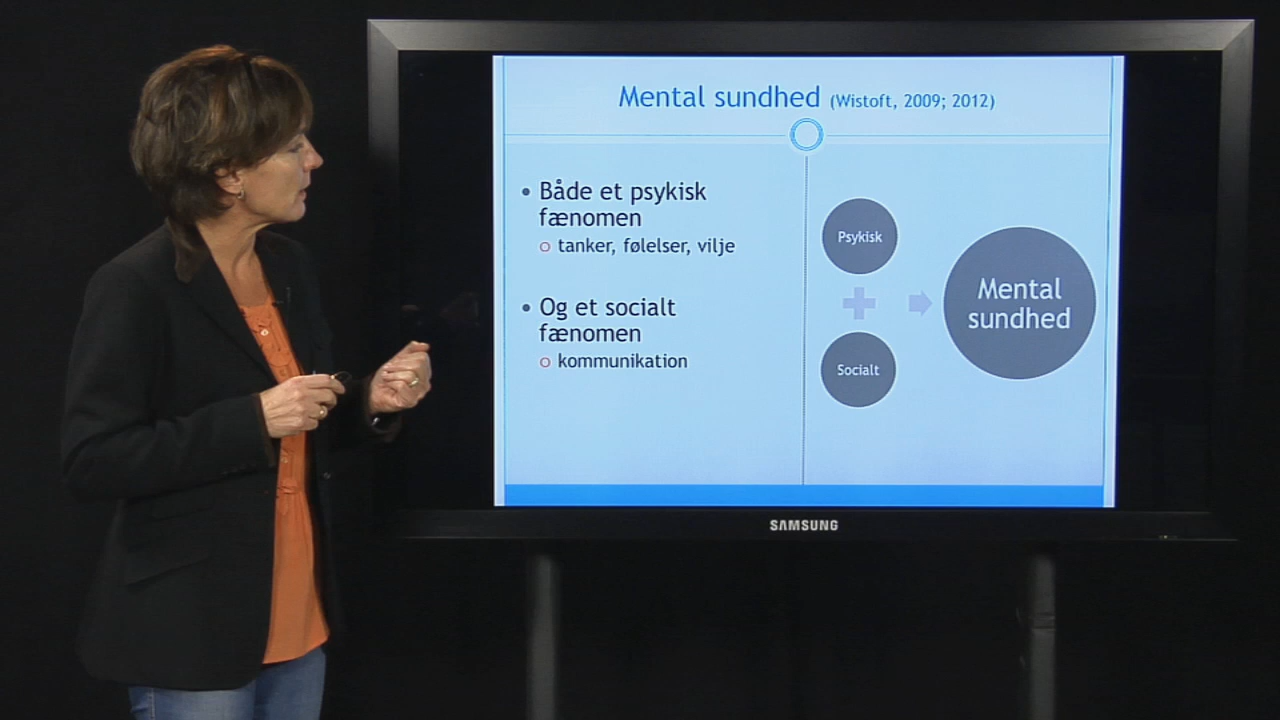 Mental sundhed (Wistoft, 2009; 2012)
• Både et psykisk
fænomen
o tanker, følelser, vilje
• Og et socialt
fænomen
o kommunikation
Psykisk
Socialt
Mental
sundhed
SAMSUNG